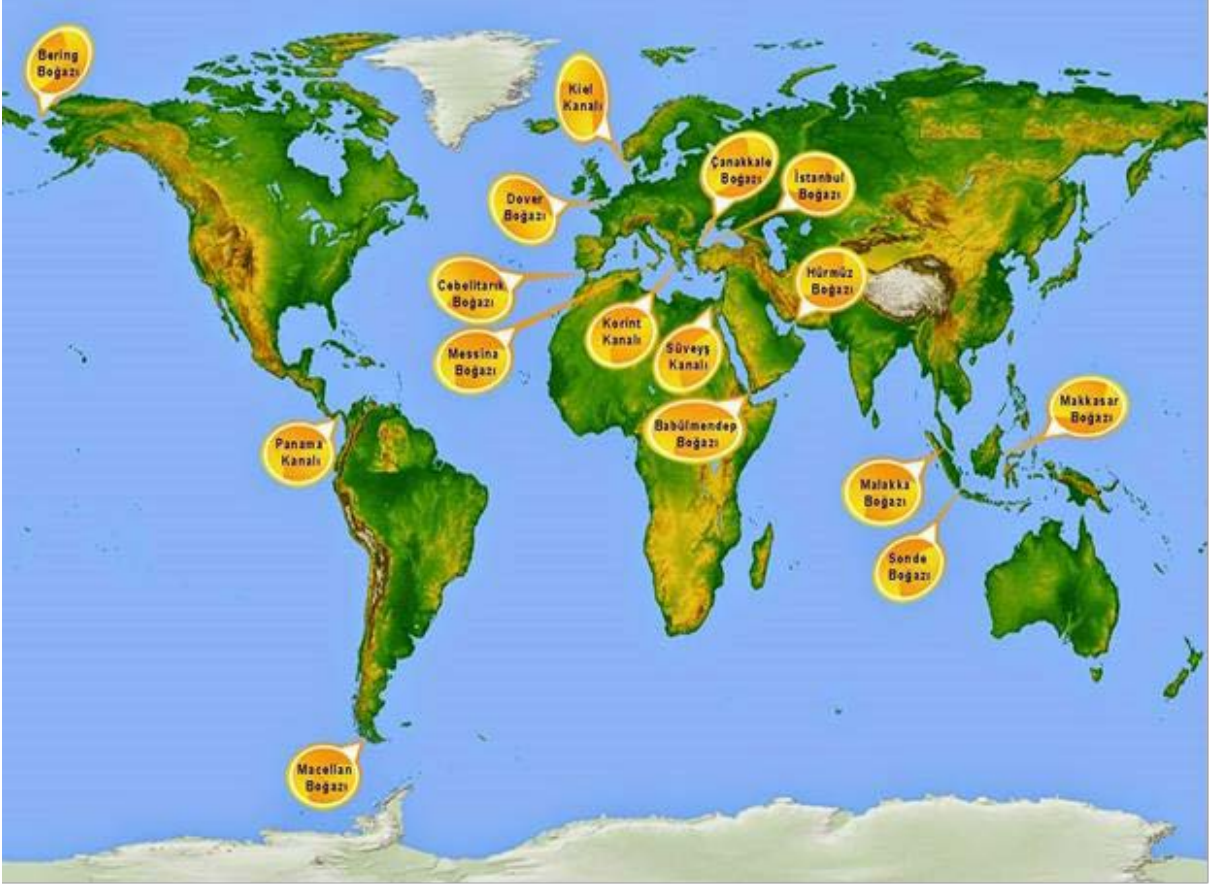 Bering
Boğazı
Kiel
Kanalı
Çanakkale
Boğazı
İstanbul
Boğazı
Dover
Boğazı
Cebelitarık
Boğazı
Hürmüz
Boğazı
Korint
Kanalı
Messina
Boğazı
Süveyş
Kanalı
Babülmendep
Boğazı
Makkasar
Boğazı
Panama
Kanalı
Malakka
Boğazı
Sonde
Boğazı
Macellan
Boğazı